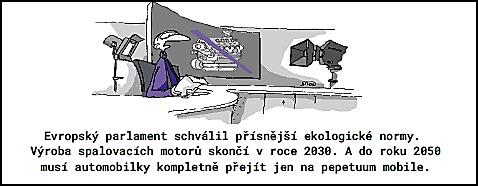 Evropský parlament schválil přísnější ekologické normy.
Výroba spalovacích motorů skončí v roce 2030. A do roku 2050
musí automobilky kompletně přejít jen na pepetuum mobile.